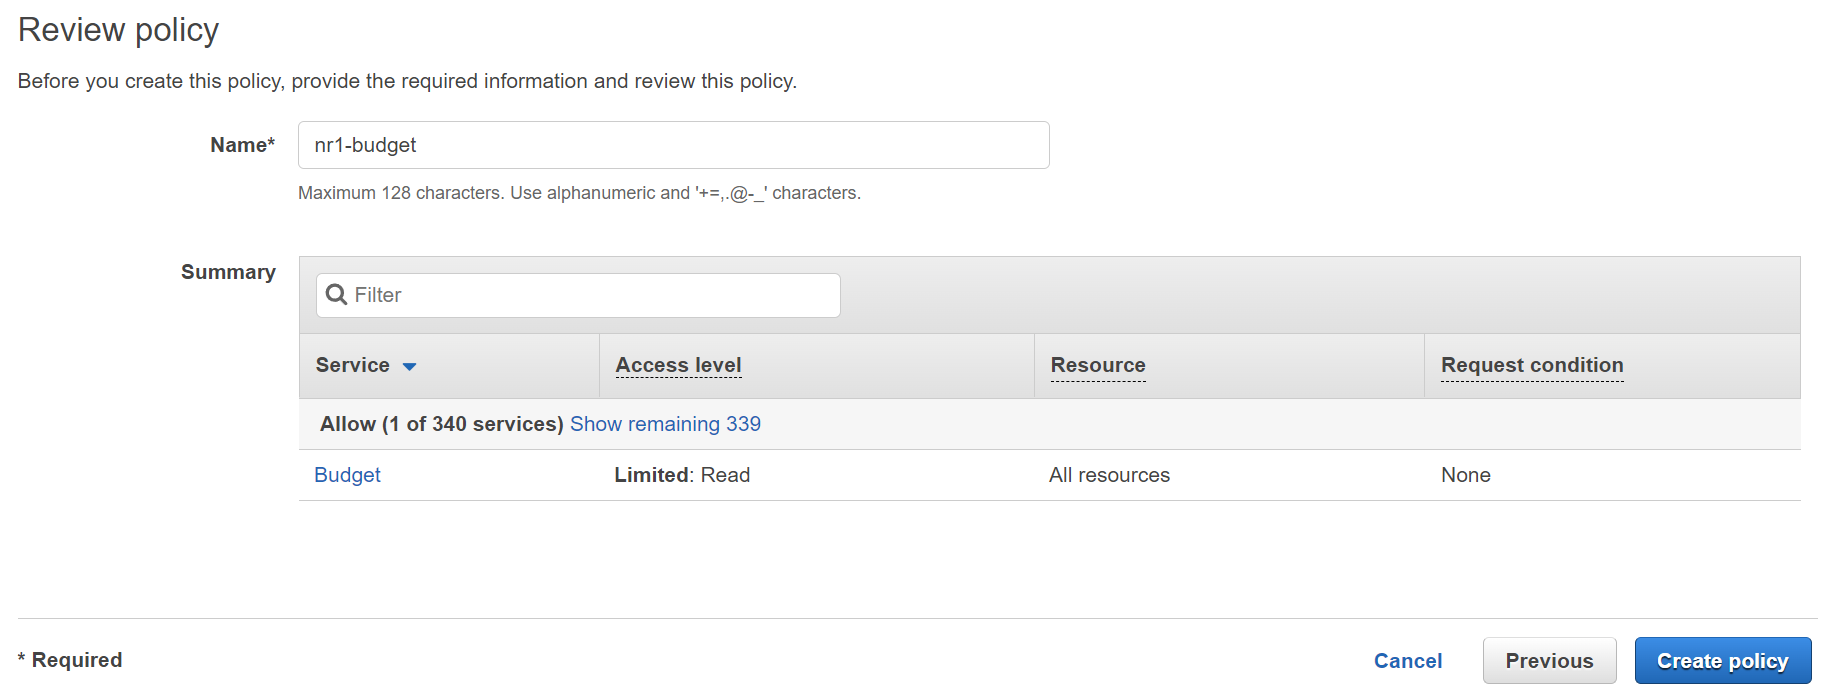 Review policy
Before you create this policy, provide the required information and review this policy.
Name*
nr1-budget
Maximum 128 characters. Use alphanumeric and '+=,.@-_' characters.
Summary
Filter
Service Access level Resource Request condition
Allow (1 of 340 services) Show remaining 339
Budget Limited: Read All resources None
* Required Cancel Previous Create policy